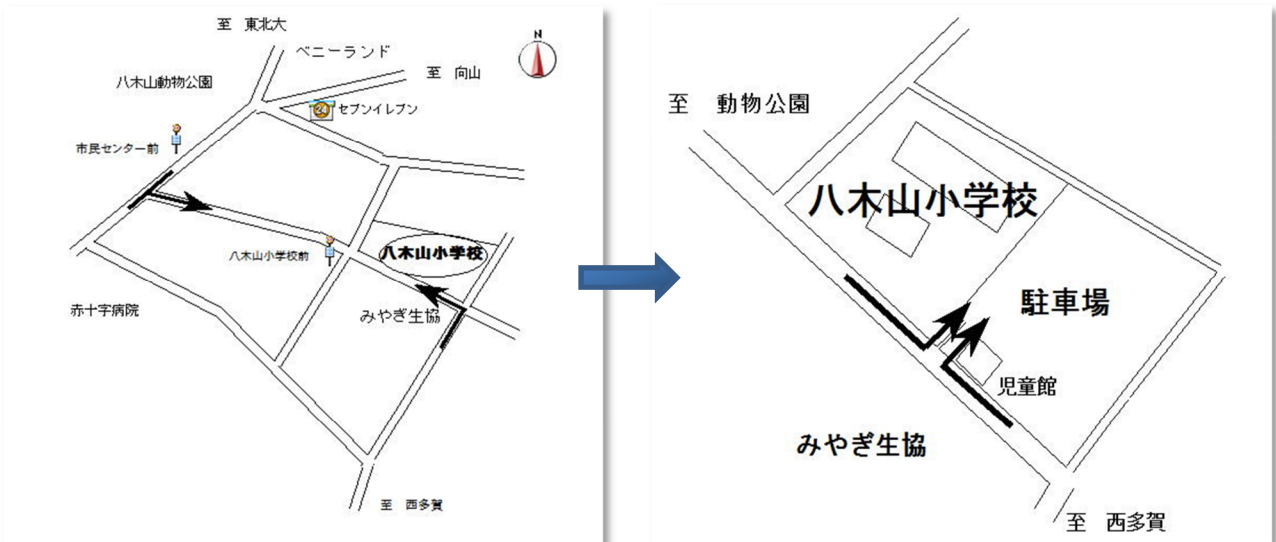 至 東北大
ベニーランド
N
至 向山
八木山動物公園
セブンイレブン
市民センター前
八木山小学校前
八木山小学校
赤十字病院
みやぎ生協
至 西多賀
至 動物公園
八木山小学校
駐車場
児童館
みやぎ生協
至 西多賀